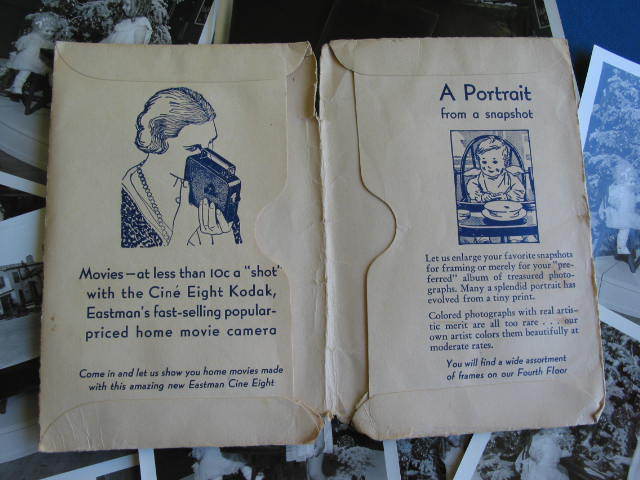 Movies—at less than 10c a "shot"
with the Ciné Eight Kodak,
Eastman's fast-selling popular-
priced home movie camera
Come in and let us show you home movies made
with this amazing new Eastman Cine Eight
A Portrait
from a snapshot
Let us enlarge your favorite snapshots
for framing or merely for your "pre-
ferred" album of treasured photo-
graphs. Many a splendid portrait has
evolved from a tiny print.
Colored photographs with real artis-
tic merit are all too rare . . . our
own artist colors them beautifully at
moderate rates.
You will find a wide assortment
of frames on our Fourth Floor